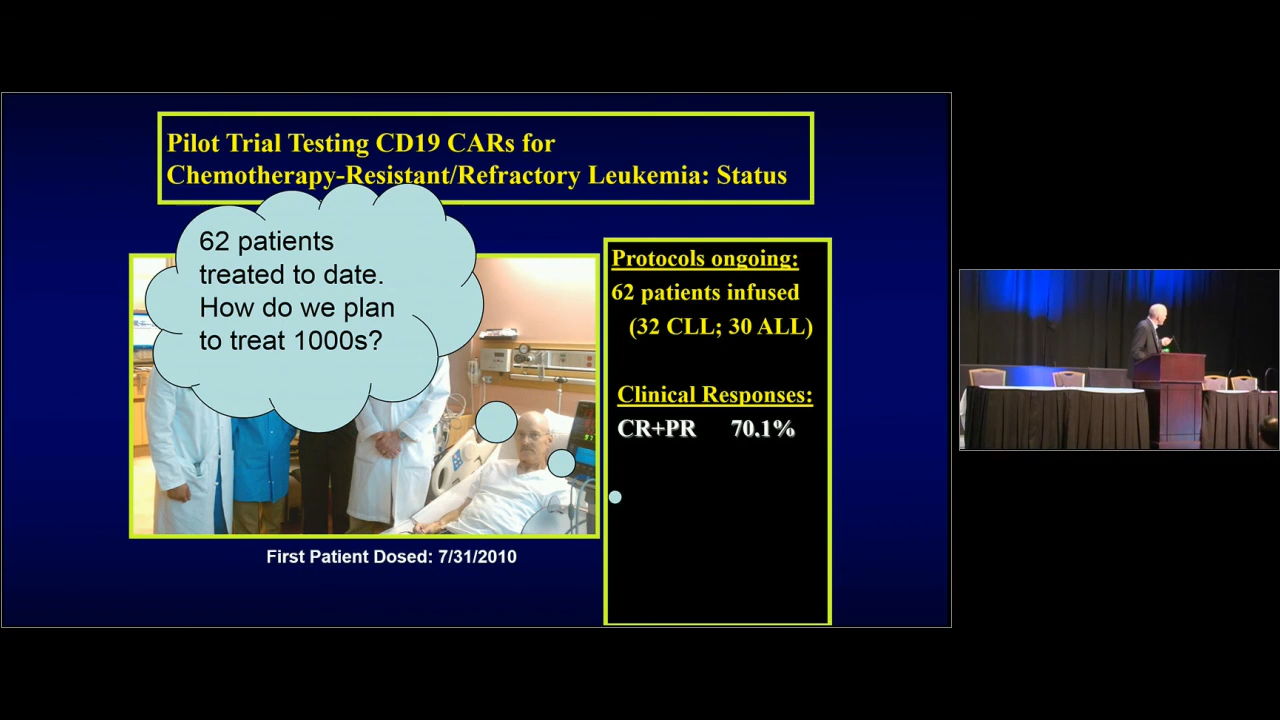 Pilot Trial Testing CD19 CARs for
Chemotherapy-Resistant/Refractory Leukemia: Status
62 patients
treated to date.
How do we plan
to treat 1000s?
Protocols ongoing:
62 patients infused
(32 CLL; 30 ALL)
Clinical Responses:
CR+PR 70.1%
First Patient Dosed: 7/31/2010